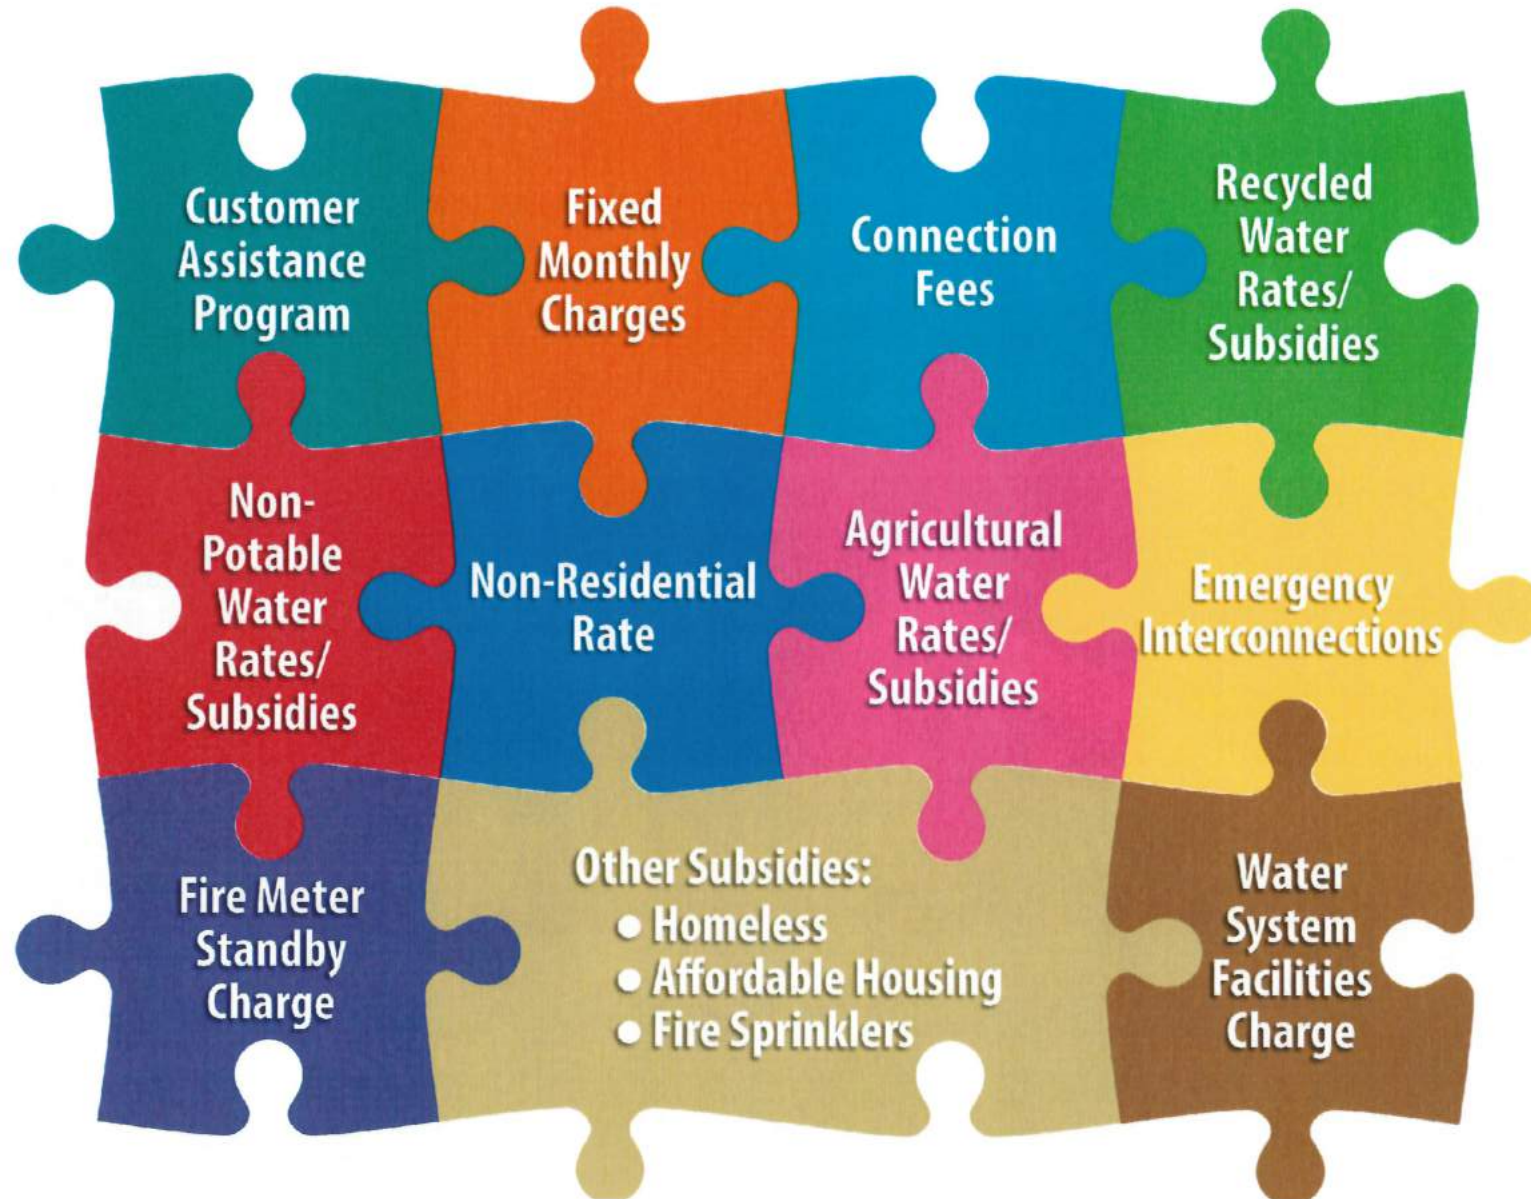 Customer
Assistance
Program
Fixed
Monthly
Charges
Connection
Fees
Recycled
Water
Rates/
Subsidies
Non-
Potable
Water
Rates/
Subsidies
Non-Residential
Rate
Agricultural
Water
Rates/
Subsidies
Emergency
Interconnections
Fire Meter
Standby
Charge
Other Subsidies:
● Homeless
● Affordable Housing
● Fire Sprinklers
Water
System
Facilities
Charge